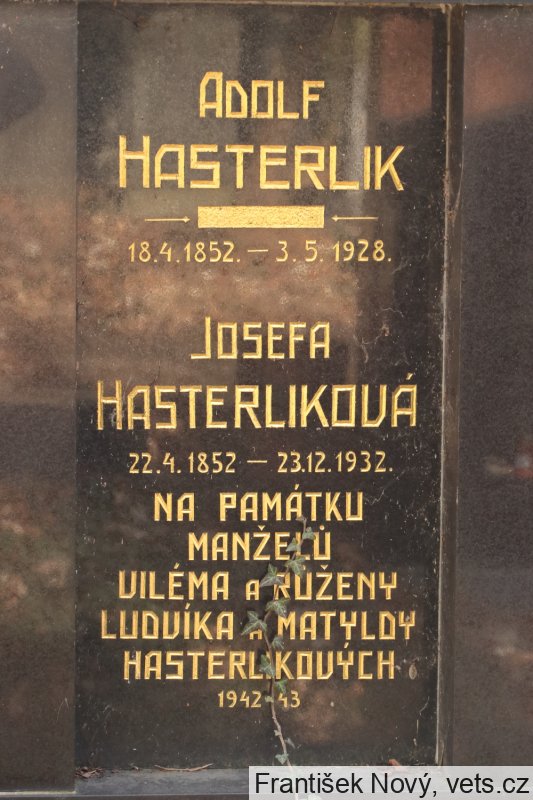 ADOLF
HASTERLIK
18.4.1852. — 3.5.1928.
JOSEFA
HASTERLIKOVÁ
22.4.1852 — 23.12.1932.
NA PAMÁTKU
MANŽELŮ
VILÉMA A RŮŽENY
LUDVÍKA A MATYLDY
HASTERLIKOVÝCH
1942 43
František Nový, vets.cz